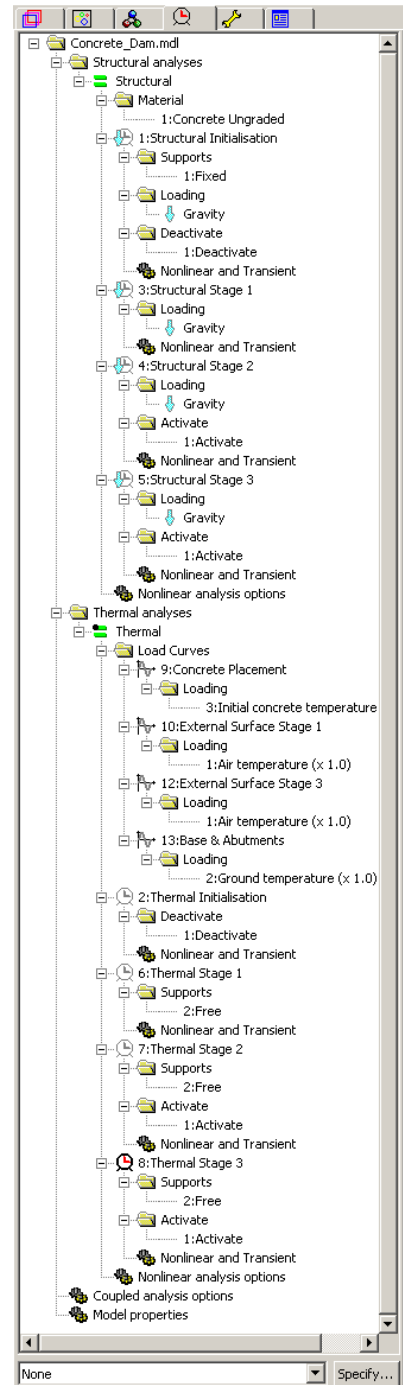 Concrete_Dam.mdl
Structural analyses
Structural
Material
1:Concrete Ungraded
1:Structural Initialisation
Supports
1:Fixed
Loading
Gravity
Deactivate
1:Deactivate
Nonlinear and Transient
3:Structural Stage 1
Loading
Gravity
Nonlinear and Transient
4:Structural Stage 2
Loading
Gravity
Activate
1:Activate
Nonlinear and Transient
5:Structural Stage 3
Loading
Gravity
Activate
1:Activate
Nonlinear and Transient
Nonlinear analysis options
Thermal analyses
Thermal
Load Curves
9:Concrete Placement
Loading
3:Initial concrete temperature
10:External Surface Stage 1
Loading
1:Air temperature (x 1.0)
12:External Surface Stage 3
Loading
1:Air temperature (x 1.0)
13:Base & Abutments
Loading
2:Ground temperature (x 1.0)
2:Thermal Initialisation
Deactivate
1:Deactivate
Nonlinear and Transient
6:Thermal Stage 1
Supports
2:Free
Nonlinear and Transient
7:Thermal Stage 2
Supports
2:Free
Activate
1:Activate
Nonlinear and Transient
8:Thermal Stage 3
Supports
2:Free
Activate
1:Activate
Nonlinear and Transient
Nonlinear analysis options
Coupled analysis options
Model properties
None Specify...